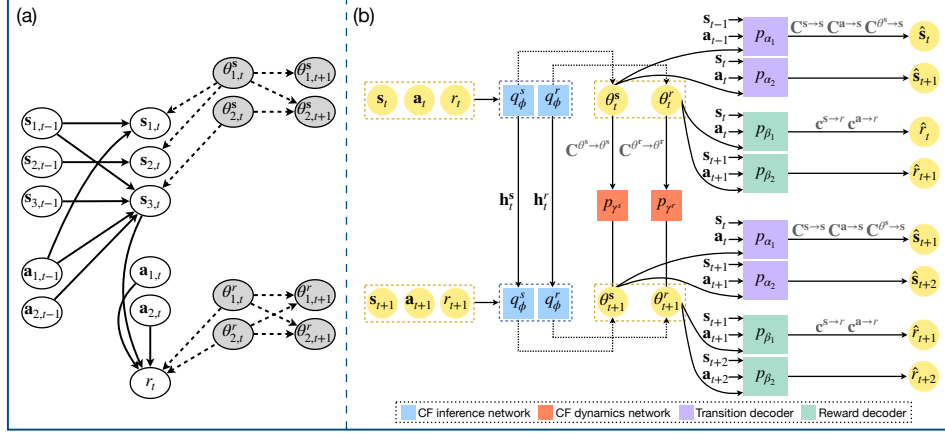 (a)
θ^s_{1,t} θ^s_{1,t+1}
θ^s_{2,t} θ^s_{2,t+1}
s_{1,t−1} s_{1,t}
s_{2,t−1} s_{2,t}
s_{3,t−1} s_{3,t}
a_{1,t−1} a_{1,t}
a_{2,t−1} a_{2,t}
θ^r_{1,t} θ^r_{1,t+1}
θ^r_{2,t} θ^r_{2,t+1}
r_t
(b)
s_t a_t r_t
q^s_ϕ q^r_ϕ
θ^s_t θ^r_t
s_{t−1}
a_{t−1}
p_{α_1}
C^{s→s} C^{a→s} C^{θ^s→s}
ŝ_t
s_t
a_t
p_{α_2}
ŝ_{t+1}
s_t
a_t
p_{β_1}
c^{s→r} c^{a→r}
r̂_t
s_{t+1}
a_{t+1}
p_{β_2}
r̂_{t+1}
C^{θ^s→θ^s} C^{θ^r→θ^r}
h^s_t h^r_t
p_{γ^s} p_{γ^r}
s_{t+1} a_{t+1} r_{t+1}
q^s_ϕ q^r_ϕ
θ^s_{t+1} θ^r_{t+1}
s_t
a_t
p_{α_1}
C^{s→s} C^{a→s} C^{θ^s→s}
ŝ_{t+1}
s_{t+1}
a_{t+1}
p_{α_2}
ŝ_{t+2}
s_{t+1}
a_{t+1}
p_{β_1}
c^{s→r} c^{a→r}
r̂_{t+1}
s_{t+2}
a_{t+2}
p_{β_2}
r̂_{t+2}
CF inference network CF dynamics network Transition decoder Reward decoder